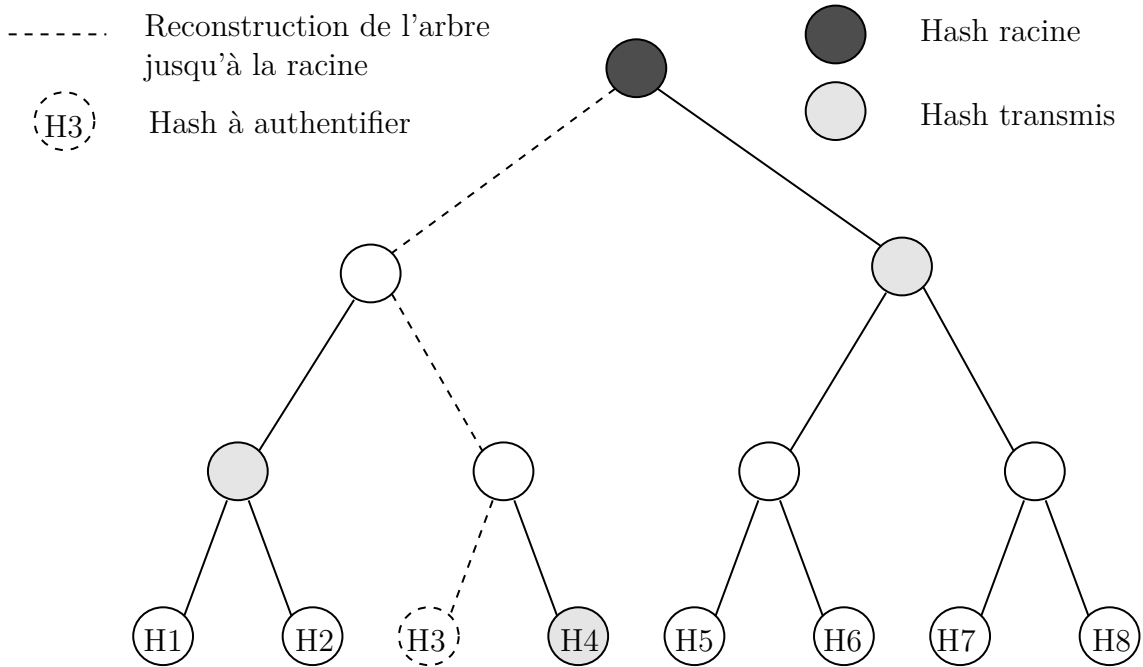 Reconstruction de l'arbre
jusqu'à la racine
H3
Hash à authentifier
Hash racine
Hash transmis
H1
H2
H3
H4
H5
H6
H7
H8